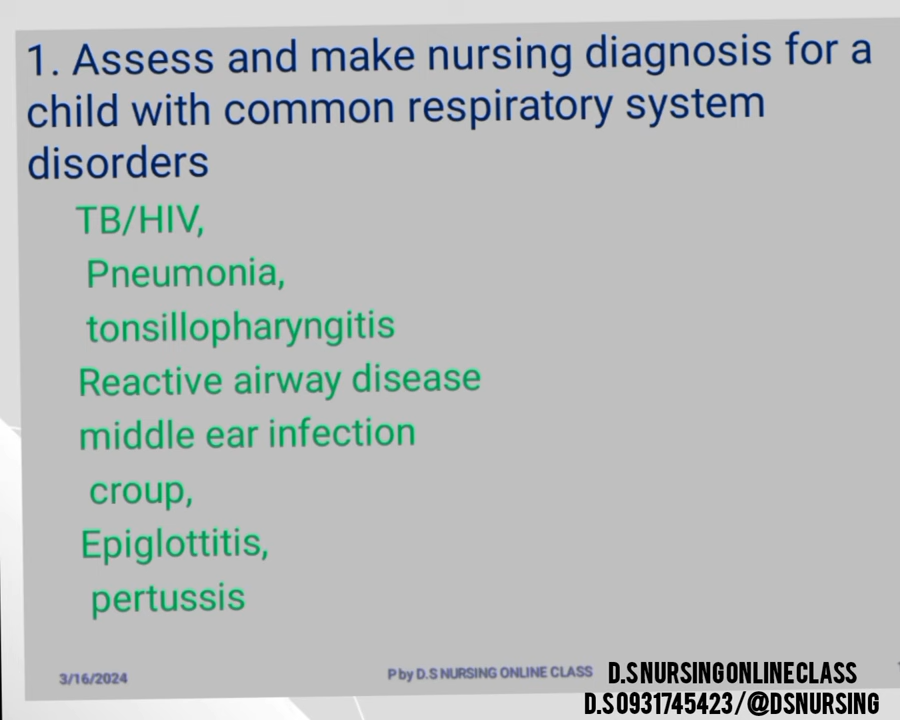 1. Assess and make nursing diagnosis for a
child with common respiratory system
disorders
TB/HIV,
Pneumonia,
tonsillopharyngitis
Reactive airway disease
middle ear infection
croup,
Epiglottitis,
pertussis
3/16/2024
P by D.S NURSING ONLINE CLASS
D.S NURSING ONLINE CLASS
D.S 0931745423 / @DSNURSING